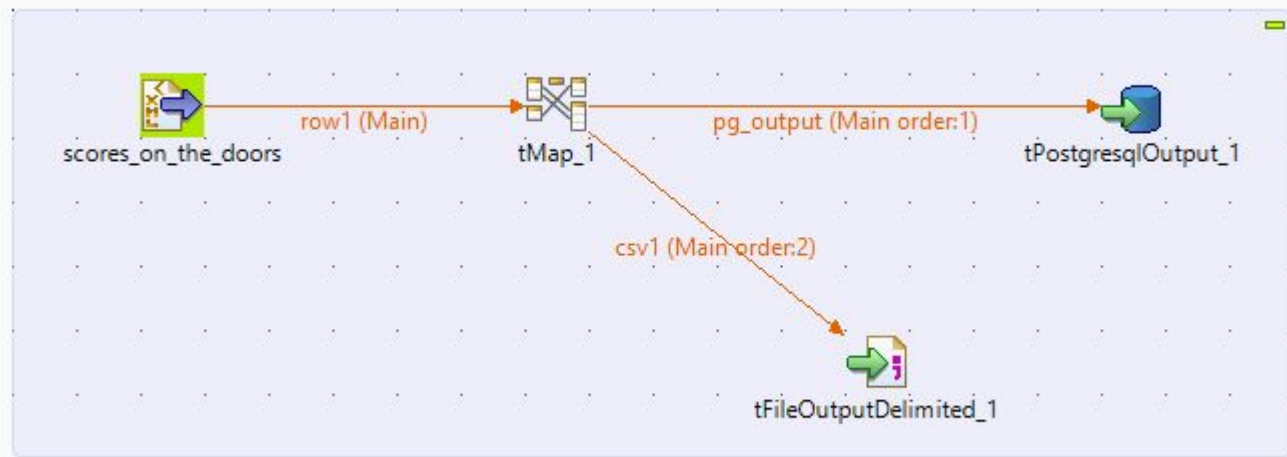 row1 (Main)
pg_output (Main order:1)
scores_on_the_doors
tMap_1
tPostgresqlOutput_1
csv1 (Main order:2)
tFileOutputDelimited_1